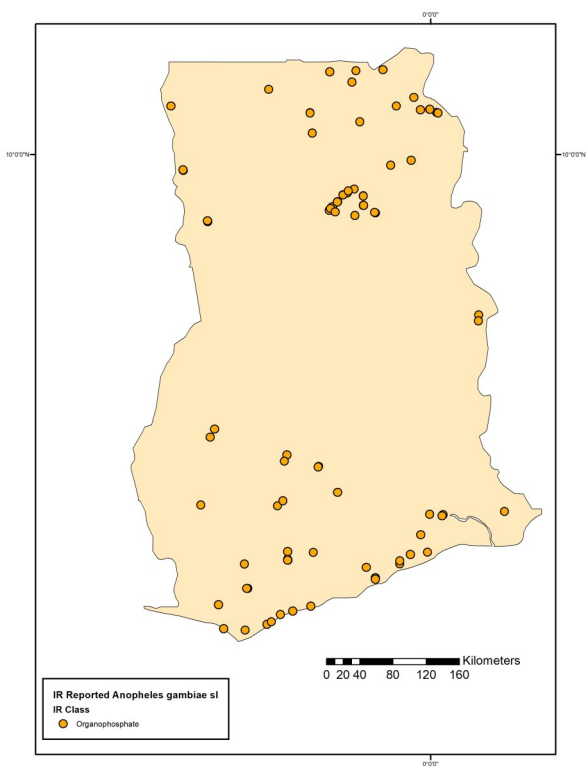 0°0'0"
10°0'0"N
10°0'0"N
Kilometers
0 20 40 80 120 160
IR Reported Anopheles gambiae sl
IR Class
Organophosphate
0°0'0"